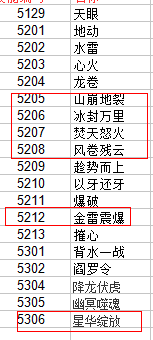 5129 天眼
5201 地动
5202 水雷
5203 心火
5204 龙卷
5205 山崩地裂
5206 冰封万里
5207 焚天怒火
5208 风卷残云
5209 趁势而上
5210 以牙还牙
5211 爆破
5212 金雷震爆
5213 摧心
5301 背水一战
5302 阎罗令
5304 降龙伏虎
5305 幽冥噬魂
5306 星华绽放